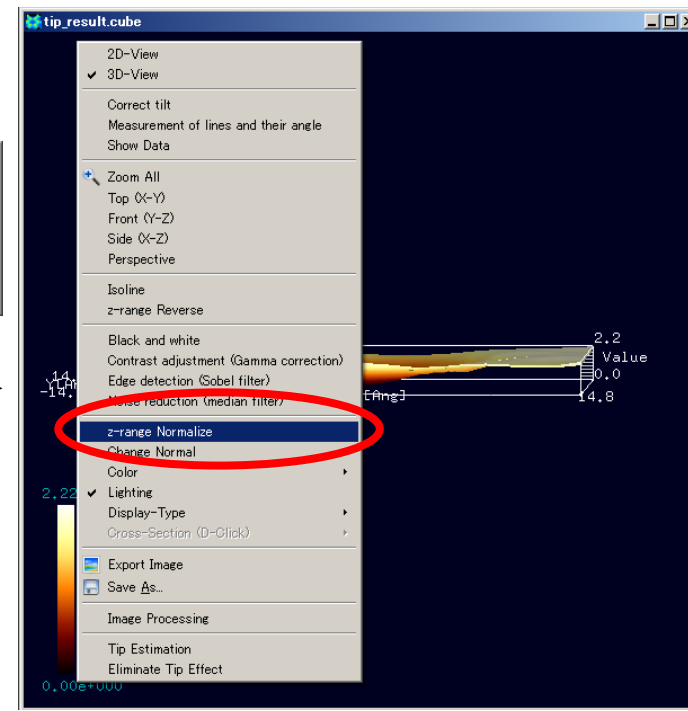 tip_result.cube
2D-View
3D-View
Correct tilt
Measurement of lines and their angle
Show Data
Zoom All
Top (X-Y)
Front (Y-Z)
Side (X-Z)
Perspective
Isoline
z-range Reverse
Black and white
Contrast adjustment (Gamma correction)
Edge detection (Sobel filter)
Noise reduction (median filter)
z-range Normalize
Change Normal
Color
Lighting
Display-Type
Cross-Section (D-Click)
Export Image
Save As...
Image Processing
Tip Estimation
Eliminate Tip Effect
2.2
Value
0.0
[Ang]
14.8
2.22
0.00e+000